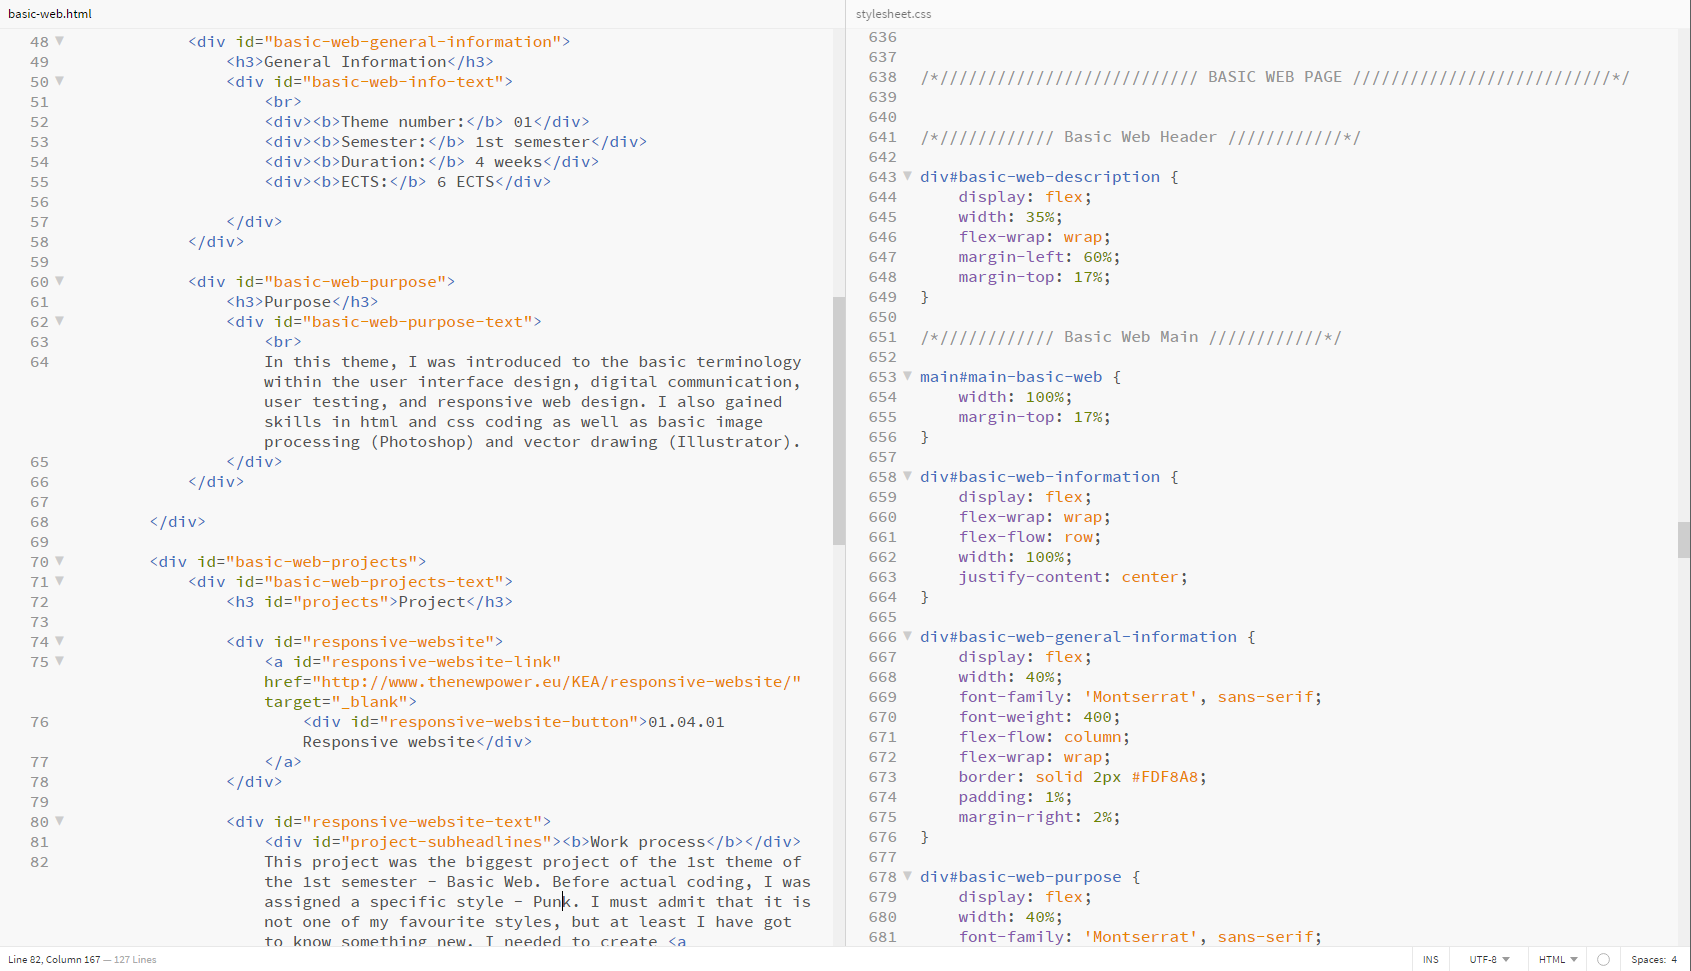 basic-web.html
48 <div id="basic-web-general-information">
49 <h3>General Information</h3>
50 <div id="basic-web-info-text">
51 <br>
52 <div><b>Theme number:</b> 01</div>
53 <div><b>Semester:</b> 1st semester</div>
54 <div><b>Duration:</b> 4 weeks</div>
55 <div><b>ECTS:</b> 6 ECTS</div>
56
57 </div>
58 </div>
59
60 <div id="basic-web-purpose">
61 <h3>Purpose</h3>
62 <div id="basic-web-purpose-text">
63 <br>
64 In this theme, I was introduced to the basic terminology
within the user interface design, digital communication,
user testing, and responsive web design. I also gained
skills in html and css coding as well as basic image
processing (Photoshop) and vector drawing (Illustrator).
65 </div>
66 </div>
67
68 </div>
69
70 <div id="basic-web-projects">
71 <div id="basic-web-projects-text">
72 <h3 id="projects">Project</h3>
73
74 <div id="responsive-website">
75 <a id="responsive-website-link"
href="http://www.thenewpower.eu/KEA/responsive-website/"
target="_blank">
76 <div id="responsive-website-button">01.04.01
Responsive website</div>
77 </a>
78 </div>
79
80 <div id="responsive-website-text">
81 <div id="project-subheadlines"><b>Work process</b></div>
82 This project was the biggest project of the 1st theme of
the 1st semester - Basic Web. Before actual coding, I was
assigned a specific style - Punk. I must admit that it is
not one of my favourite styles, but at least I have got
to know something new. I needed to create <a
stylesheet.css
636
637
638 /*/////////////////////////// BASIC WEB PAGE ///////////////////////////*/
639
640
641 /*//////////// Basic Web Header ////////////*/
642
643 div#basic-web-description {
644 display: flex;
645 width: 35%;
646 flex-wrap: wrap;
647 margin-left: 60%;
648 margin-top: 17%;
649 }
650
651 /*//////////// Basic Web Main ////////////*/
652
653 main#main-basic-web {
654 width: 100%;
655 margin-top: 17%;
656 }
657
658 div#basic-web-information {
659 display: flex;
660 flex-wrap: wrap;
661 flex-flow: row;
662 width: 100%;
663 justify-content: center;
664 }
665
666 div#basic-web-general-information {
667 display: flex;
668 width: 40%;
669 font-family: 'Montserrat', sans-serif;
670 font-weight: 400;
671 flex-flow: column;
672 flex-wrap: wrap;
673 border: solid 2px #FDF8A8;
674 padding: 1%;
675 margin-right: 2%;
676 }
677
678 div#basic-web-purpose {
679 display: flex;
680 width: 40%;
681 font-family: 'Montserrat', sans-serif;
Line 82, Column 167 — 127 Lines
INS UTF-8 HTML Spaces: 4